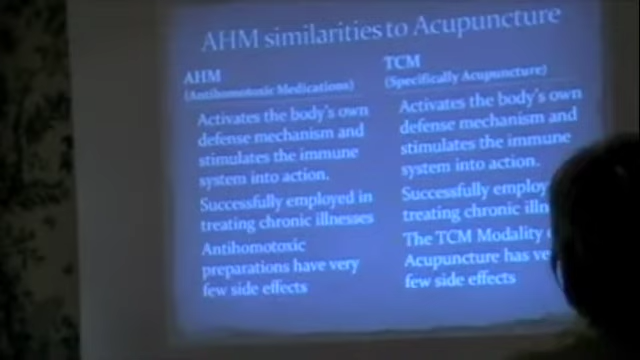 AHM similarities to Acupuncture
AHM
(Antihomotoxic Medications)
Activates the body's own
defense mechanism and
stimulates the immune
system into action.
Successfully employed in
treating chronic illnesses
Antihomotoxic
preparations have very
few side effects
TCM
(Specifically Acupuncture)
Activates the body's own
defense mechanism and
stimulates the immune
system into action.
Successfully
treating chronic
The TCM Modality
Acupuncture has
few side effects